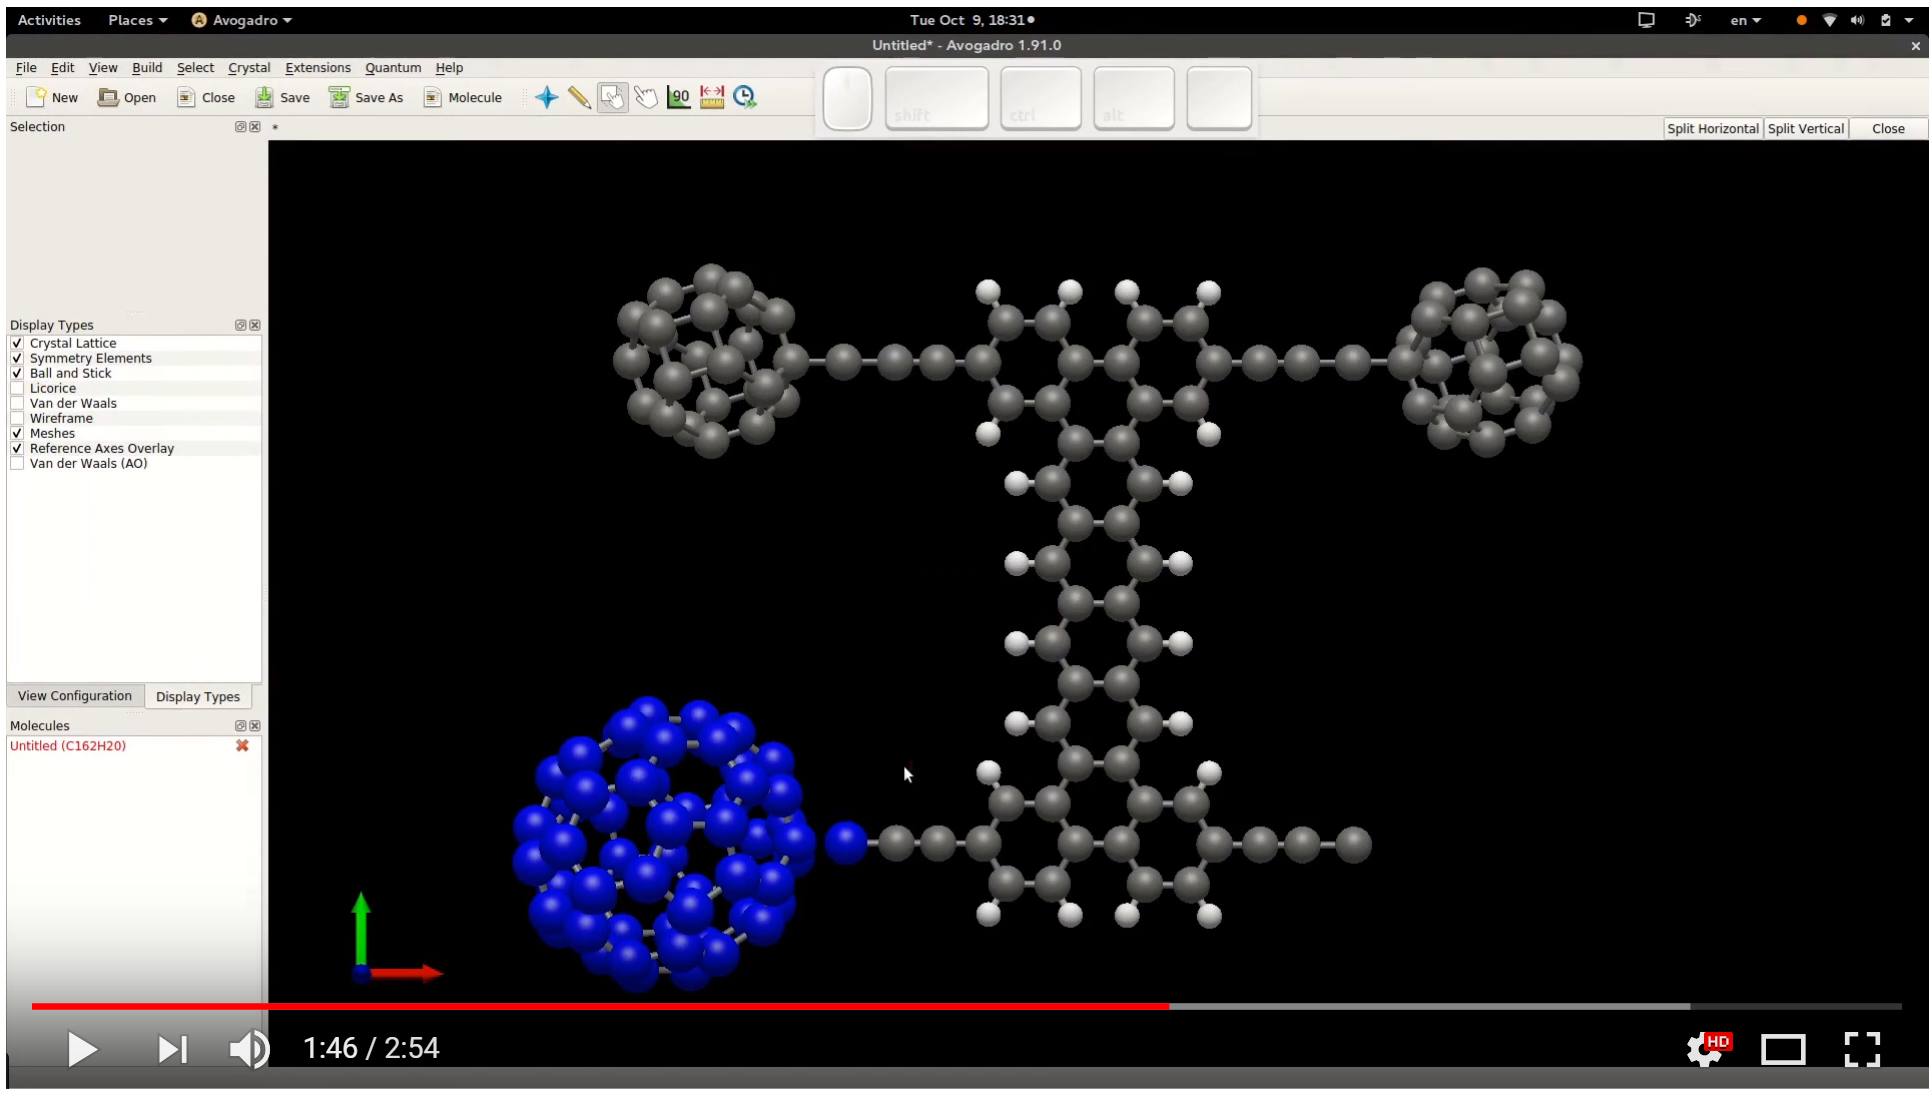 Activities Places Avogadro Tue Oct 9, 18:31 en
Untitled* - Avogadro 1.91.0
File Edit View Build Select Crystal Extensions Quantum Help
New Open Close Save Save As Molecule 90 shift ctrl alt
Selection * Split Horizontal Split Vertical Close
Display Types
Crystal Lattice
Symmetry Elements
Ball and Stick
Licorice
Van der Waals
Wireframe
Meshes
Reference Axes Overlay
Van der Waals (AO)
View Configuration Display Types
Molecules
Untitled (C162H20)
1:46 / 2:54 HD